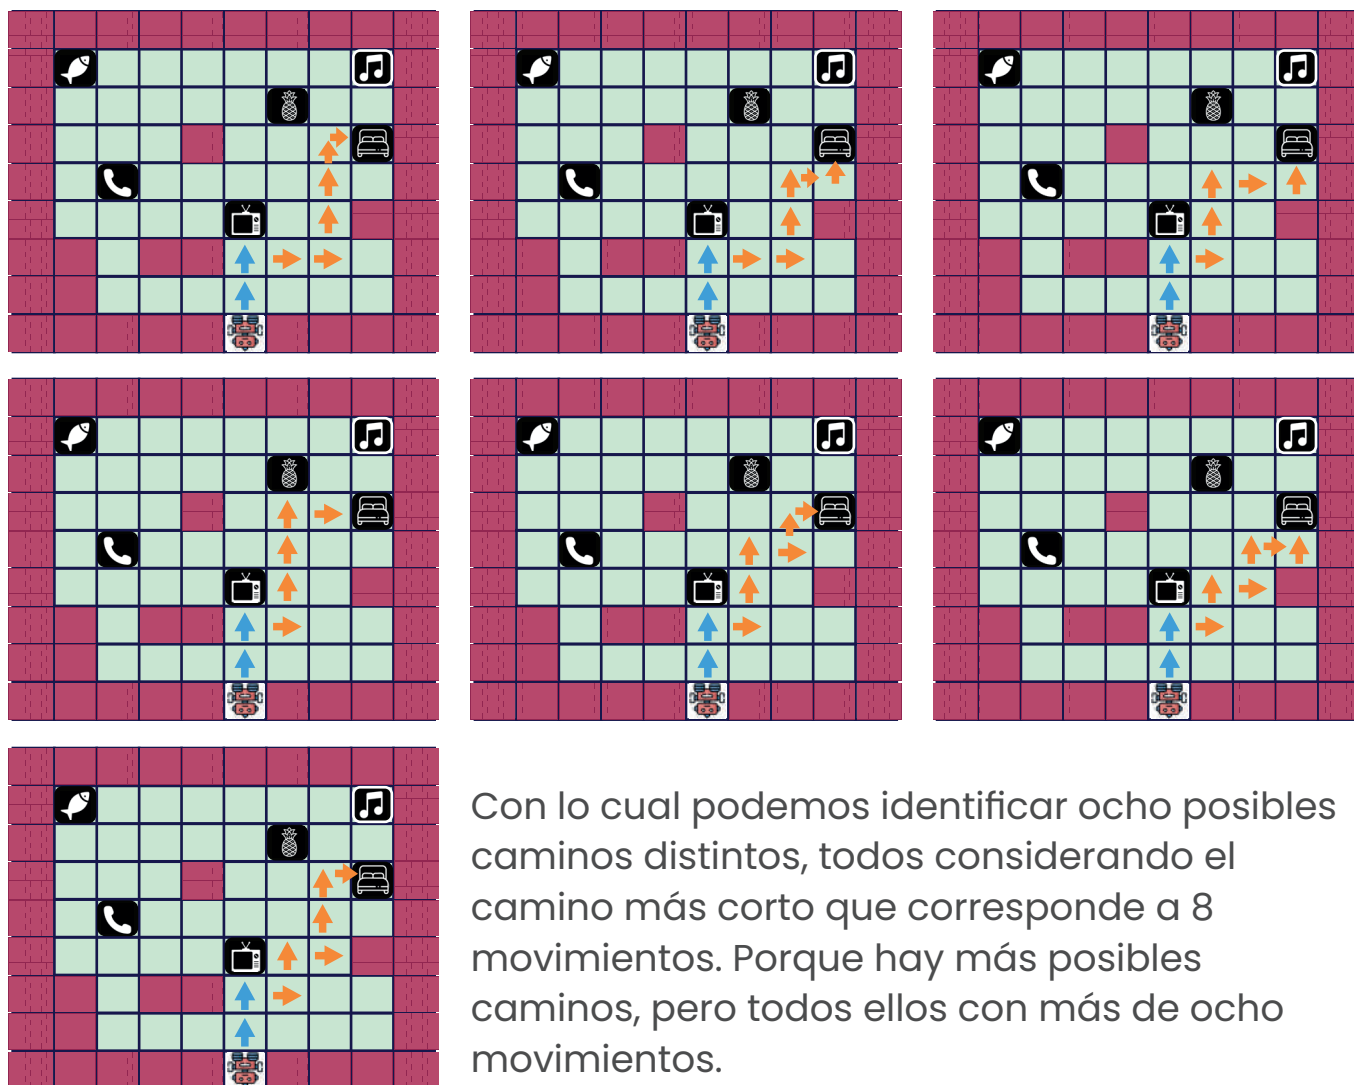 Con lo cual podemos identificar ocho posibles
caminos distintos, todos considerando el
camino más corto que corresponde a 8
movimientos. Porque hay más posibles
caminos, pero todos ellos con más de ocho
movimientos.